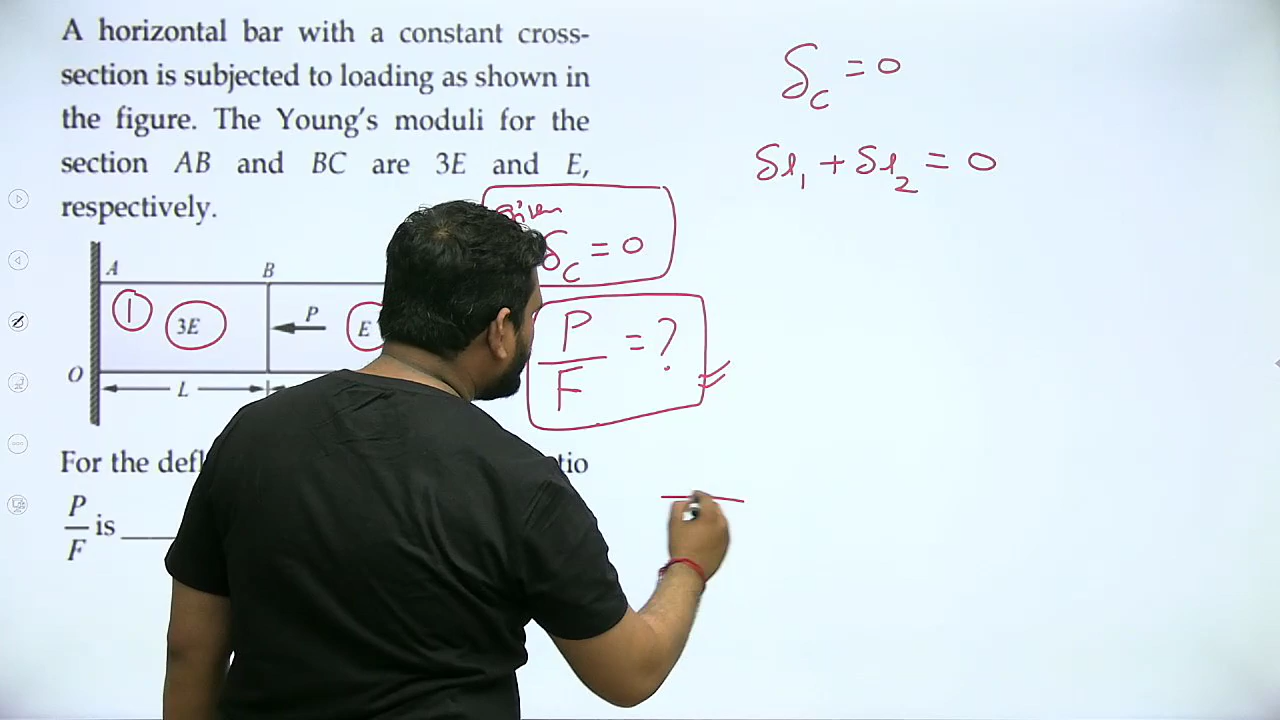 A horizontal bar with a constant cross-
section is subjected to loading as shown in
the figure. The Young's moduli for the
section AB and BC are 3E and E,
respectively.
given
δc = 0
A B
1 3E P E
O L
P/F = ?
For the
P/F is ____
δc = 0
δl₁ + δl₂ = 0